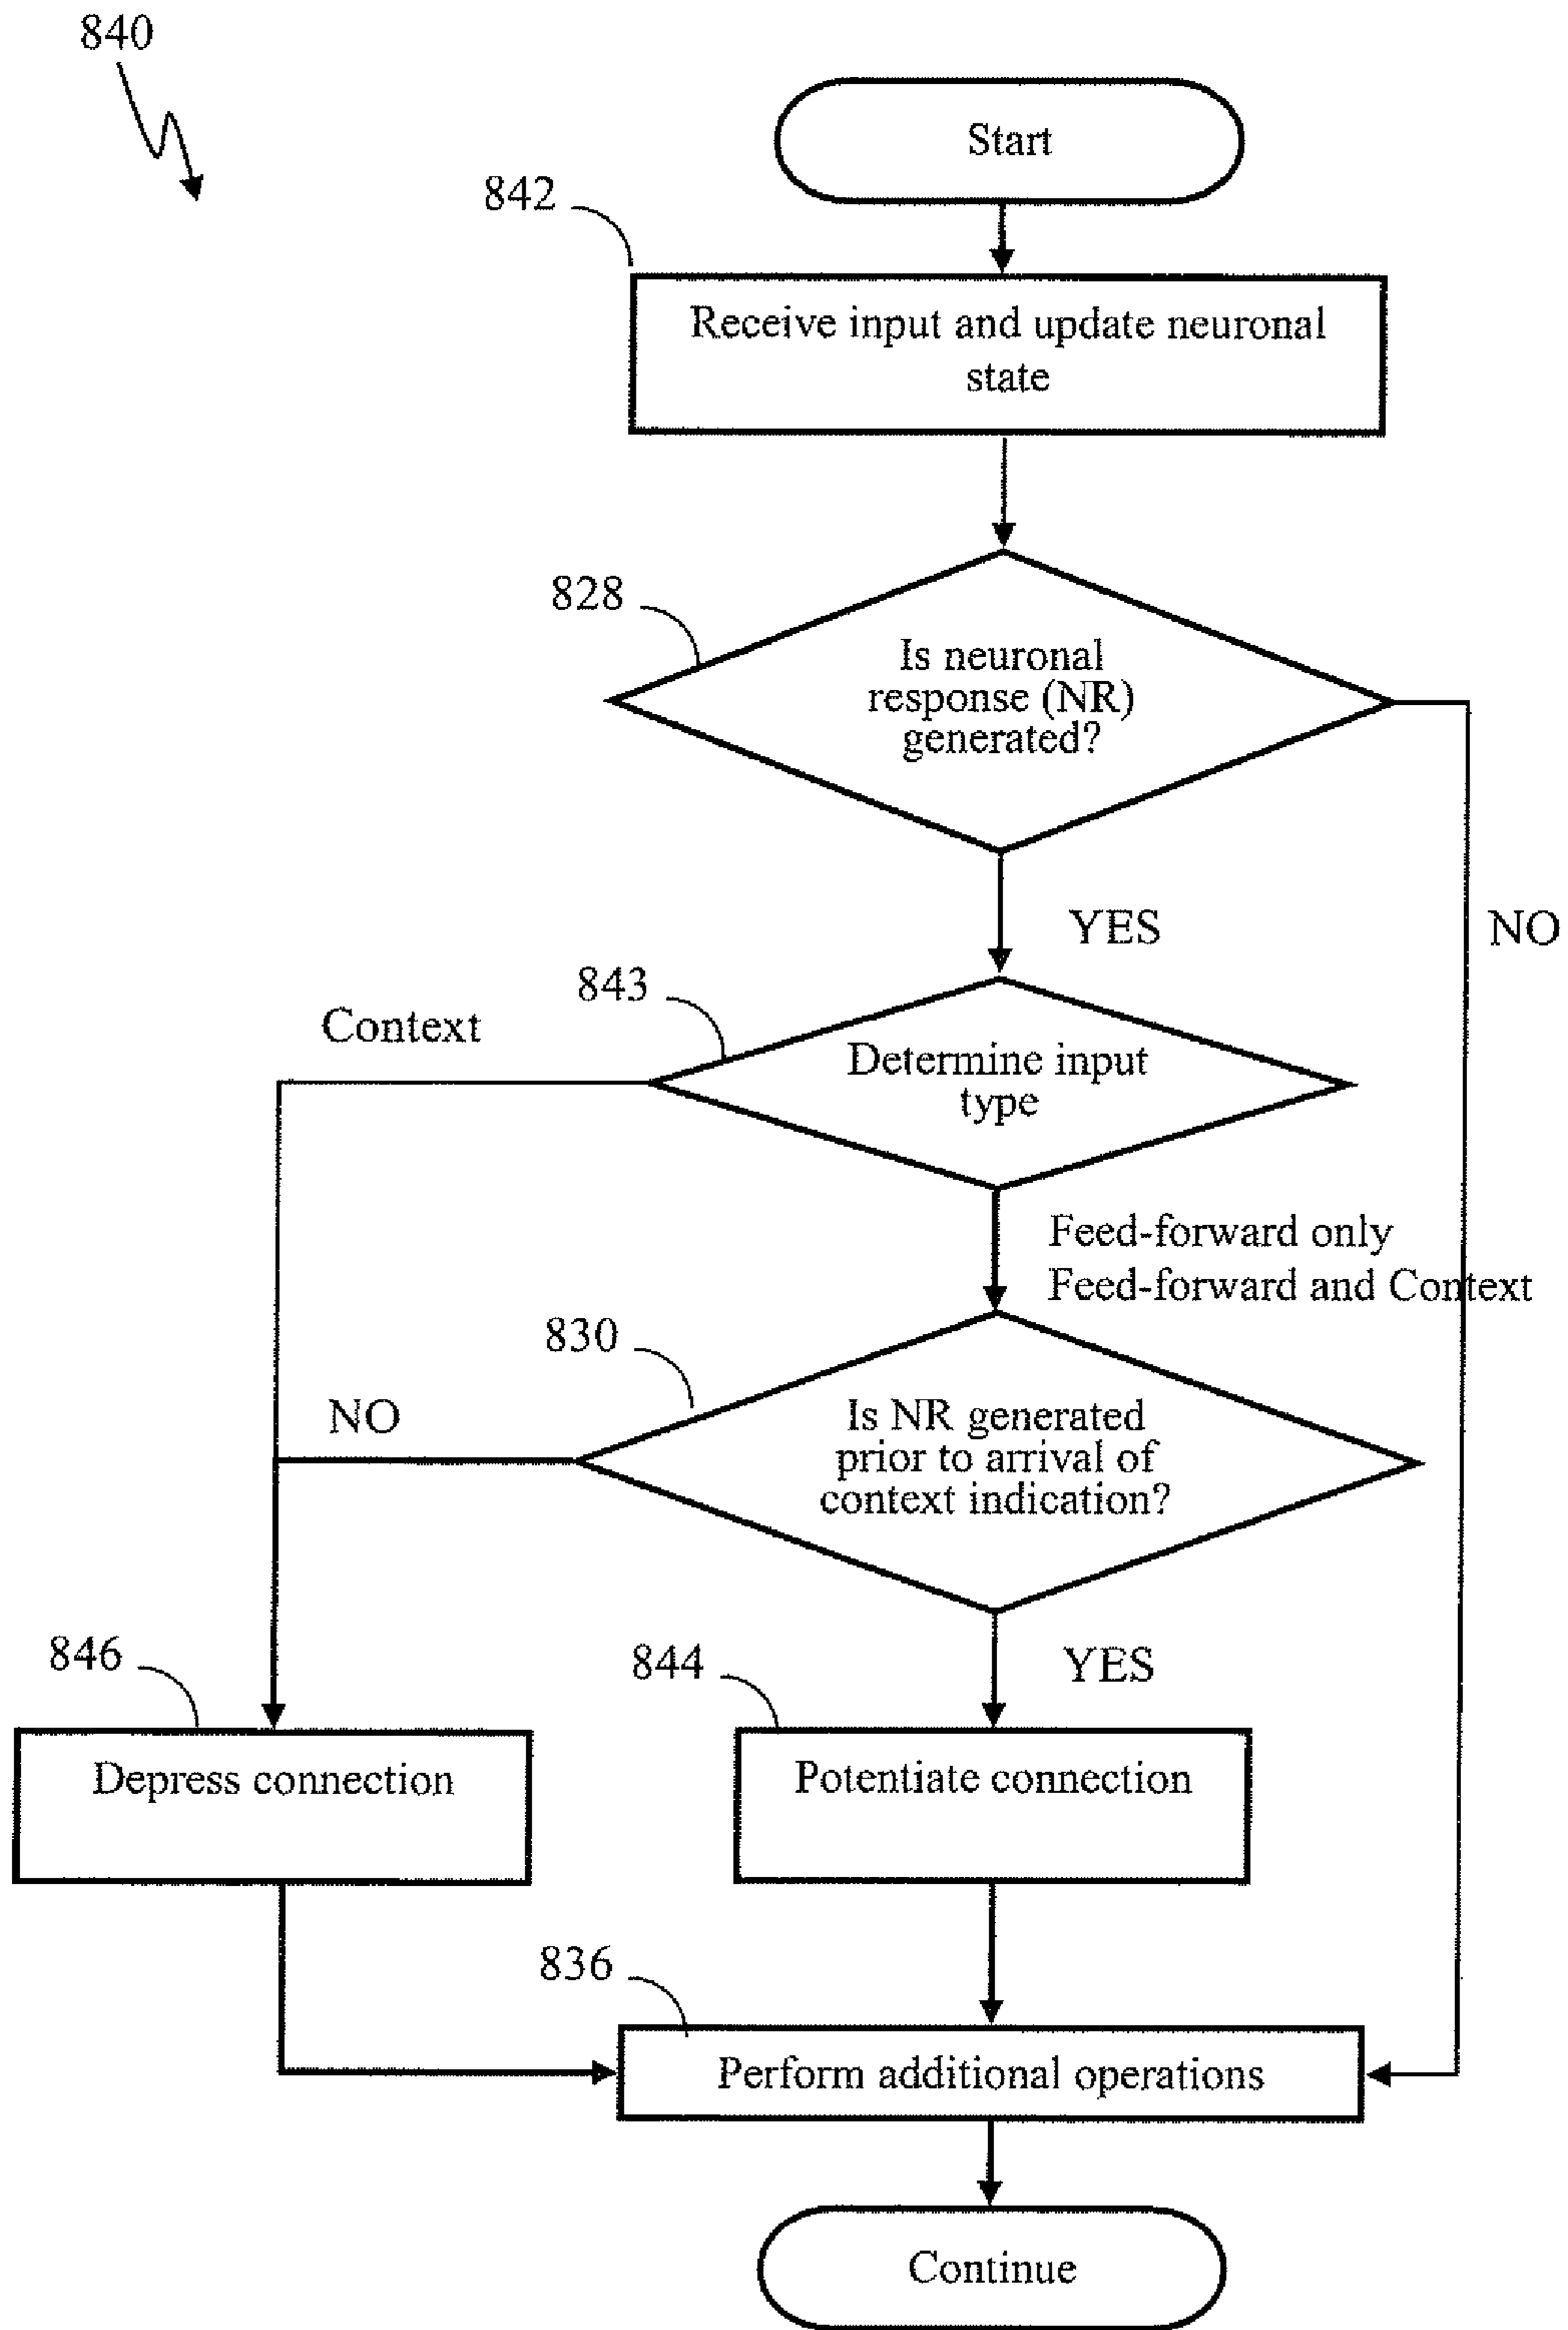 840
Start
842
Receive input and update neuronal
state
828
Is neuronal
response (NR)
generated?
YES
NO
843
Context
Determine input
type
Feed-forward only
Feed-forward and Context
830
NO
Is NR generated
prior to arrival of
context indication?
846
844
YES
Depress connection
Potentiate connection
836
Perform additional operations
Continue